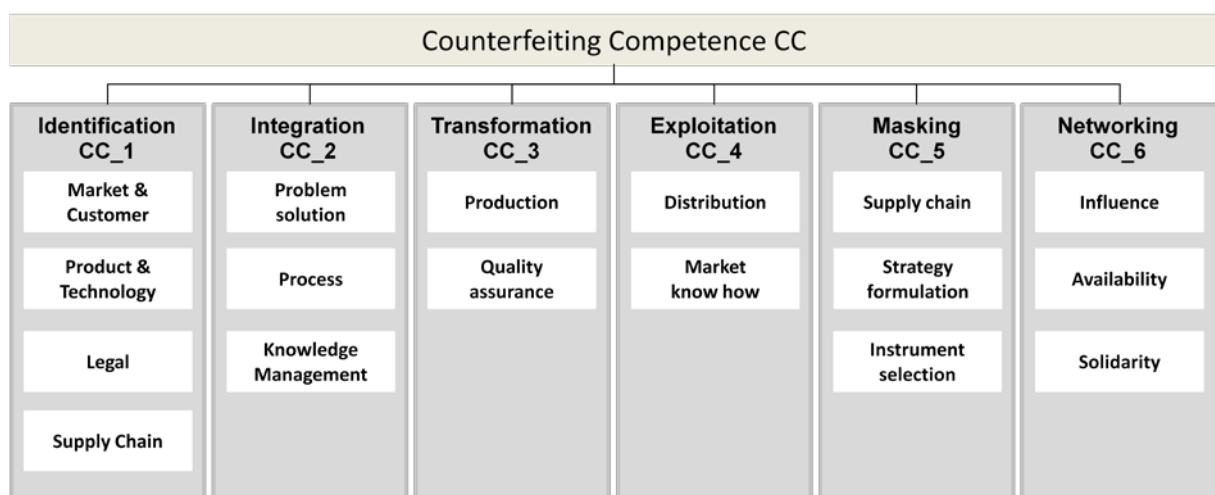 Counterfeiting Competence CC
Identification
CC_1
Market &
Customer
Product &
Technology
Legal
Supply Chain
Integration
CC_2
Problem
solution
Process
Knowledge
Management
Transformation
CC_3
Production
Quality
assurance
Exploitation
CC_4
Distribution
Market
know how
Masking
CC_5
Supply chain
Strategy
formulation
Instrument
selection
Networking
CC_6
Influence
Availability
Solidarity